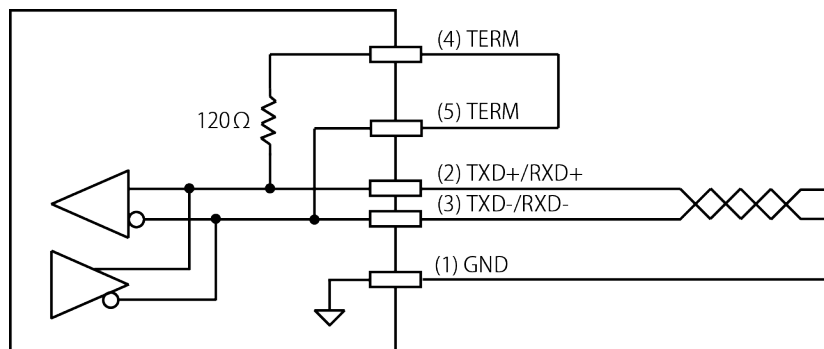 (4) TERM
120Ω
(5) TERM
(2) TXD+/RXD+
(3) TXD-/RXD-
(1) GND